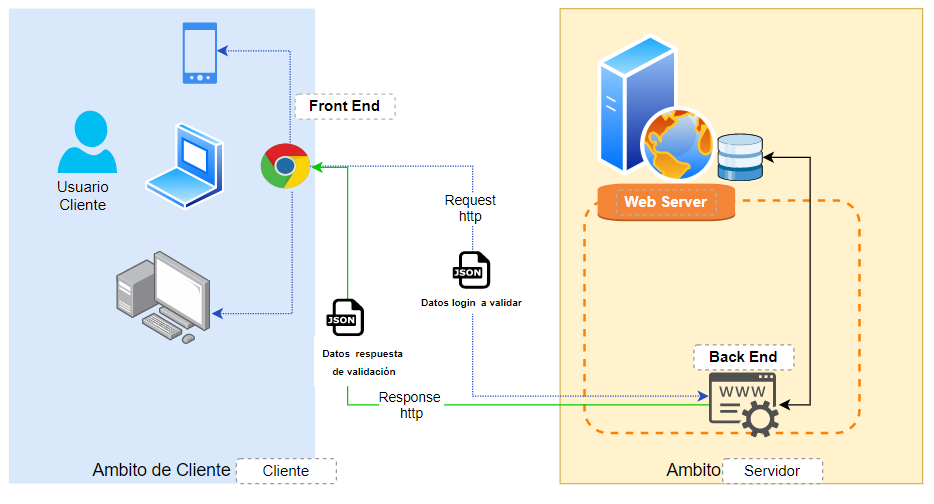 Front End
Usuario
Cliente
Ambito de Cliente
Cliente
Request
http
JSON
Datos login a validar
JSON
Datos respuesta
de validación
Response
http
Web Server
Back End
WWW
Ambito
Servidor